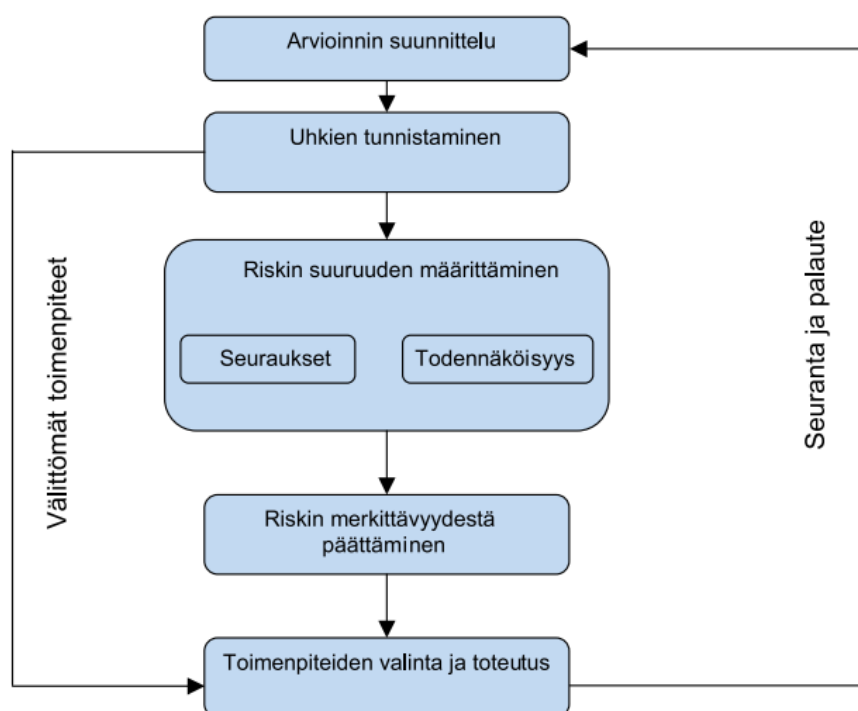 Arvioinnin suunnittelu
Uhkien tunnistaminen
Välittömät toimenpiteet
Riskin suuruuden määrittäminen
Seuraukset
Todennäköisyys
Seuranta ja palaute
Riskin merkittävyydestä
päättäminen
Toimenpiteiden valinta ja toteutus